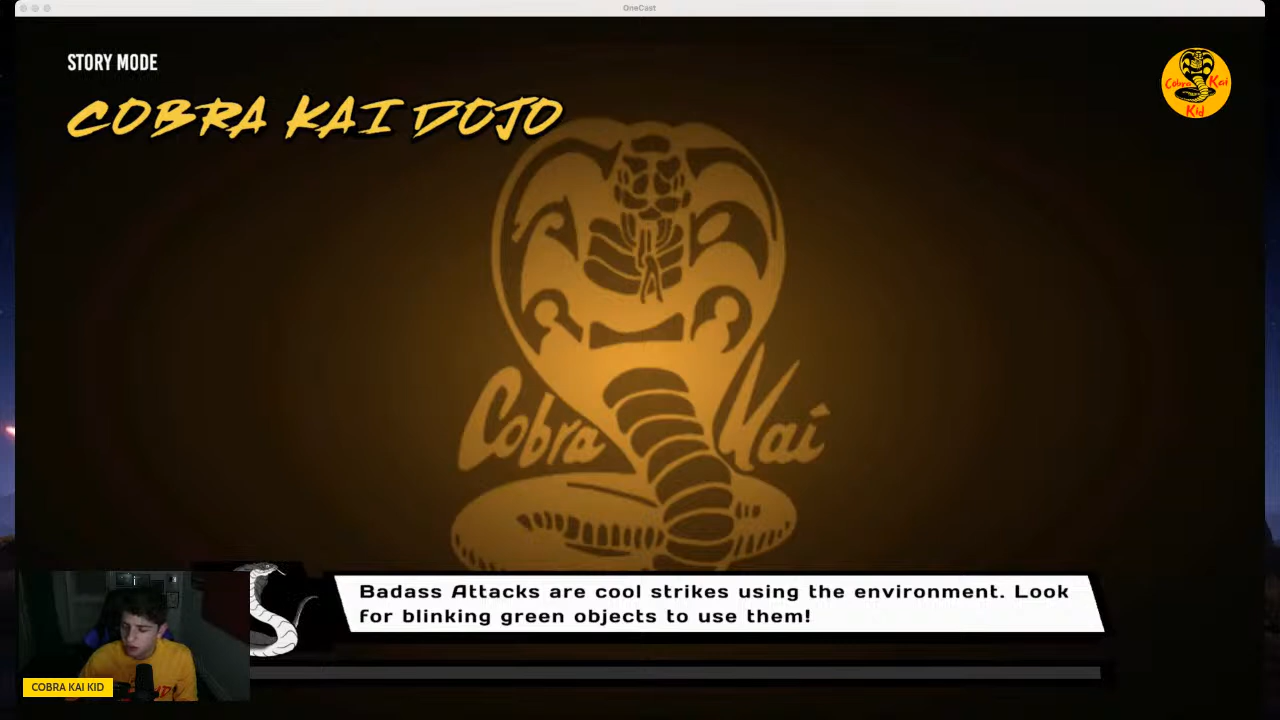 OneCast
STORY MODE
COBRA KAI DOJO
Cobra Kai
Kid
Cobra Kai
Badass Attacks are cool strikes using the environment. Look
for blinking green objects to use them!
COBRA KAI KID